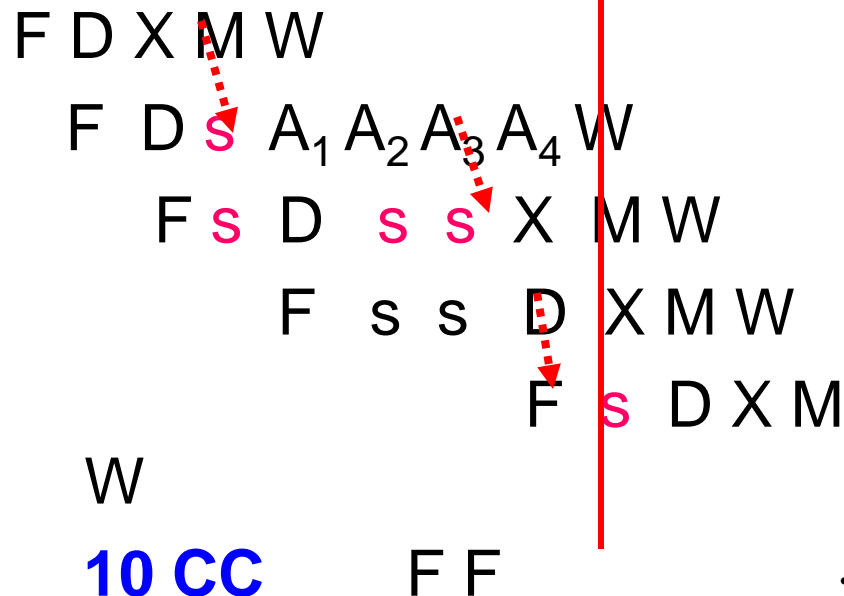 F D X M W
F D s A₁ A₂ A₃ A₄ W
F s D s s X M W
F s s D X M W
F s D X M
W
10 CC F F